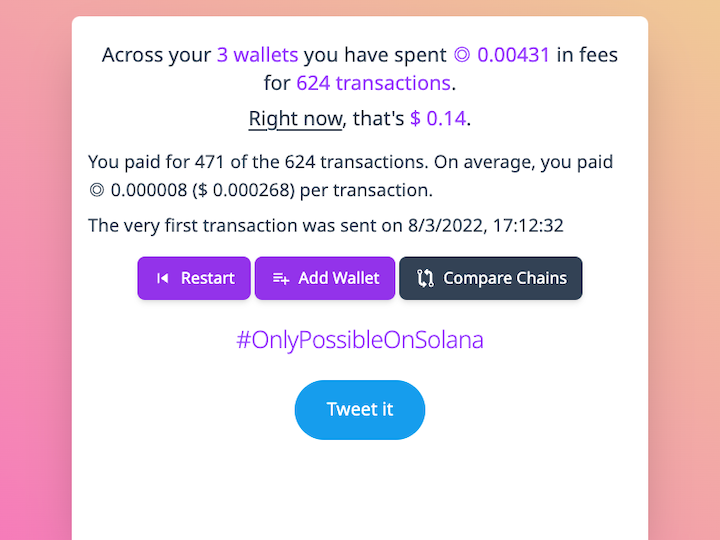 Across your 3 wallets you have spent ◎ 0.00431 in fees
for 624 transactions.
Right now, that's $ 0.14.
You paid for 471 of the 624 transactions. On average, you paid
◎ 0.000008 ($ 0.000268) per transaction.
The very first transaction was sent on 8/3/2022, 17:12:32
Restart
Add Wallet
Compare Chains
#OnlyPossibleOnSolana
Tweet it